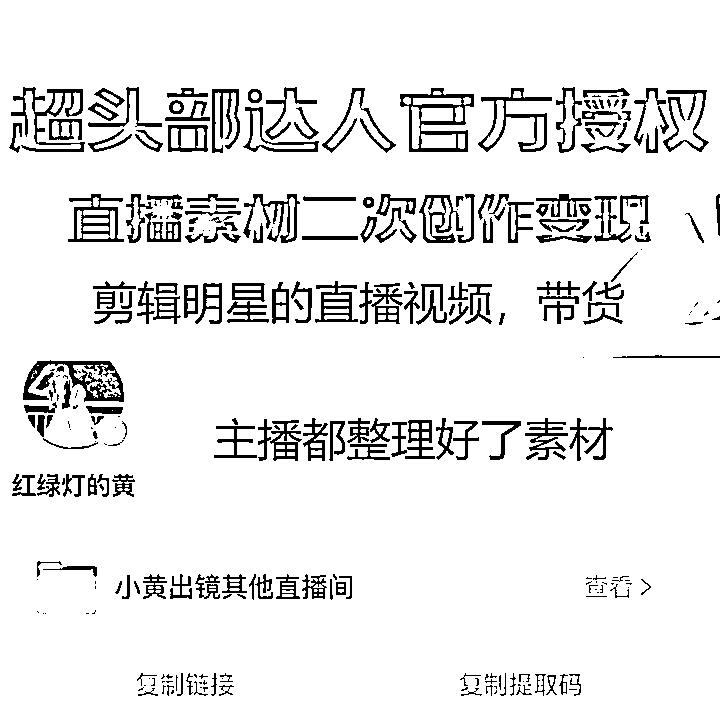 超头部达人官方授权
直播素材二次创作变现
剪辑明星的直播视频，带货
主播都整理好了素材
红绿灯的黄
小黄出镜其他直播间
查看 >
复制链接
复制提取码